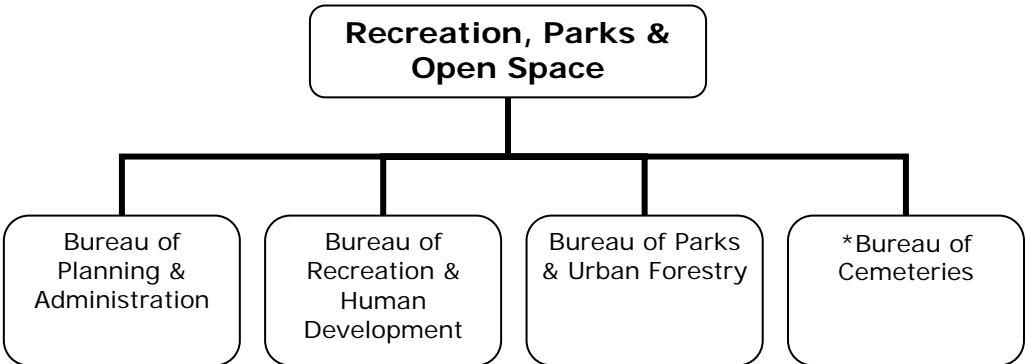 Recreation, Parks &
Open Space
Bureau of
Planning &
Administration
Bureau of
Recreation &
Human
Development
Bureau of Parks
& Urban Forestry
*Bureau of
Cemeteries